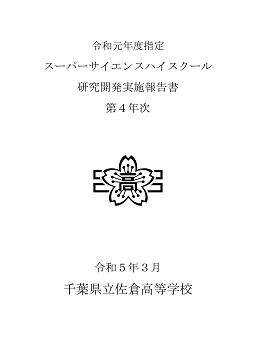 令和元年度指定
スーパーサイエンスハイスクール
研究開発実施報告書
第４年次
高
令和５年３月
千葉県立佐倉高等学校